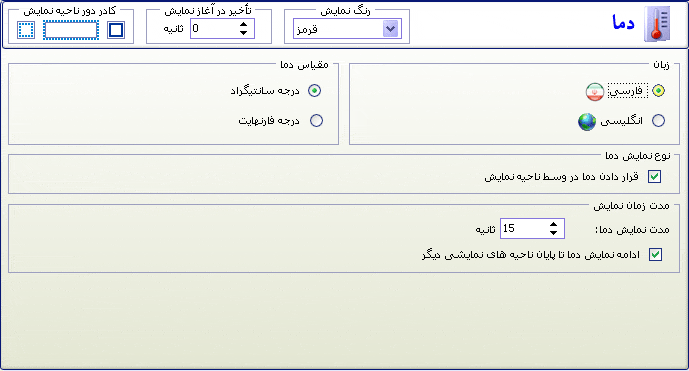 دما
رنگ نمایش
قرمز
تأخیر در آغاز نمایش
0
ثانیه
کادر دور ناحیه نمایش
زبان
فارسی
انگلیسی
مقیاس دما
درجه سانتیگراد
درجه فارنهایت
نوع نمایش دما
قرار دادن دما در وسط ناحیه نمایش
مدت زمان نمایش
مدت نمایش دما: 15 ثانیه
ادامه نمایش دما تا پایان ناحیه های نمایشی دیگر